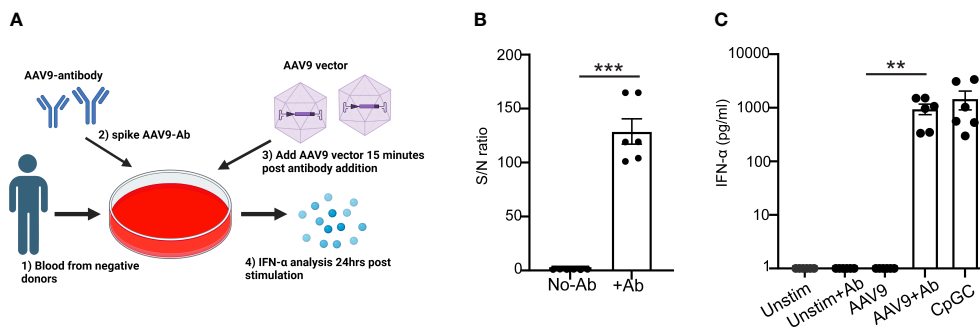 A
AAV9-antibody
AAV9 vector
2) spike AAV9-Ab
3) Add AAV9 vector 15 minutes
post antibody addition
1) Blood from negative
donors
4) IFN-α analysis 24hrs post
stimulation
B
S/N ratio
200
150
100
50
0
***
No-Ab
+Ab
C
IFN-α (pg/ml)
10000
1000
100
10
1
**
Unstim
Unstim+Ab
AAV9
AAV9+Ab
CpGC